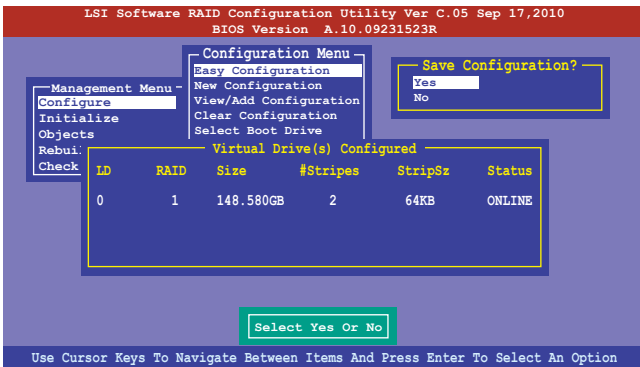 LSI Software RAID Configuration Utility Ver C.05 Sep 17,2010
BIOS Version A.10.09231523R
Management Menu
Configure
Initialize
Objects
Rebui
Check
Configuration Menu
Easy Configuration
New Configuration
View/Add Configuration
Clear Configuration
Select Boot Drive
Save Configuration?
Yes
No
Virtual Drive(s) Configured
LD RAID Size #Stripes StripSz Status
0 1 148.580GB 2 64KB ONLINE
Select Yes Or No
Use Cursor Keys To Navigate Between Items And Press Enter To Select An Option